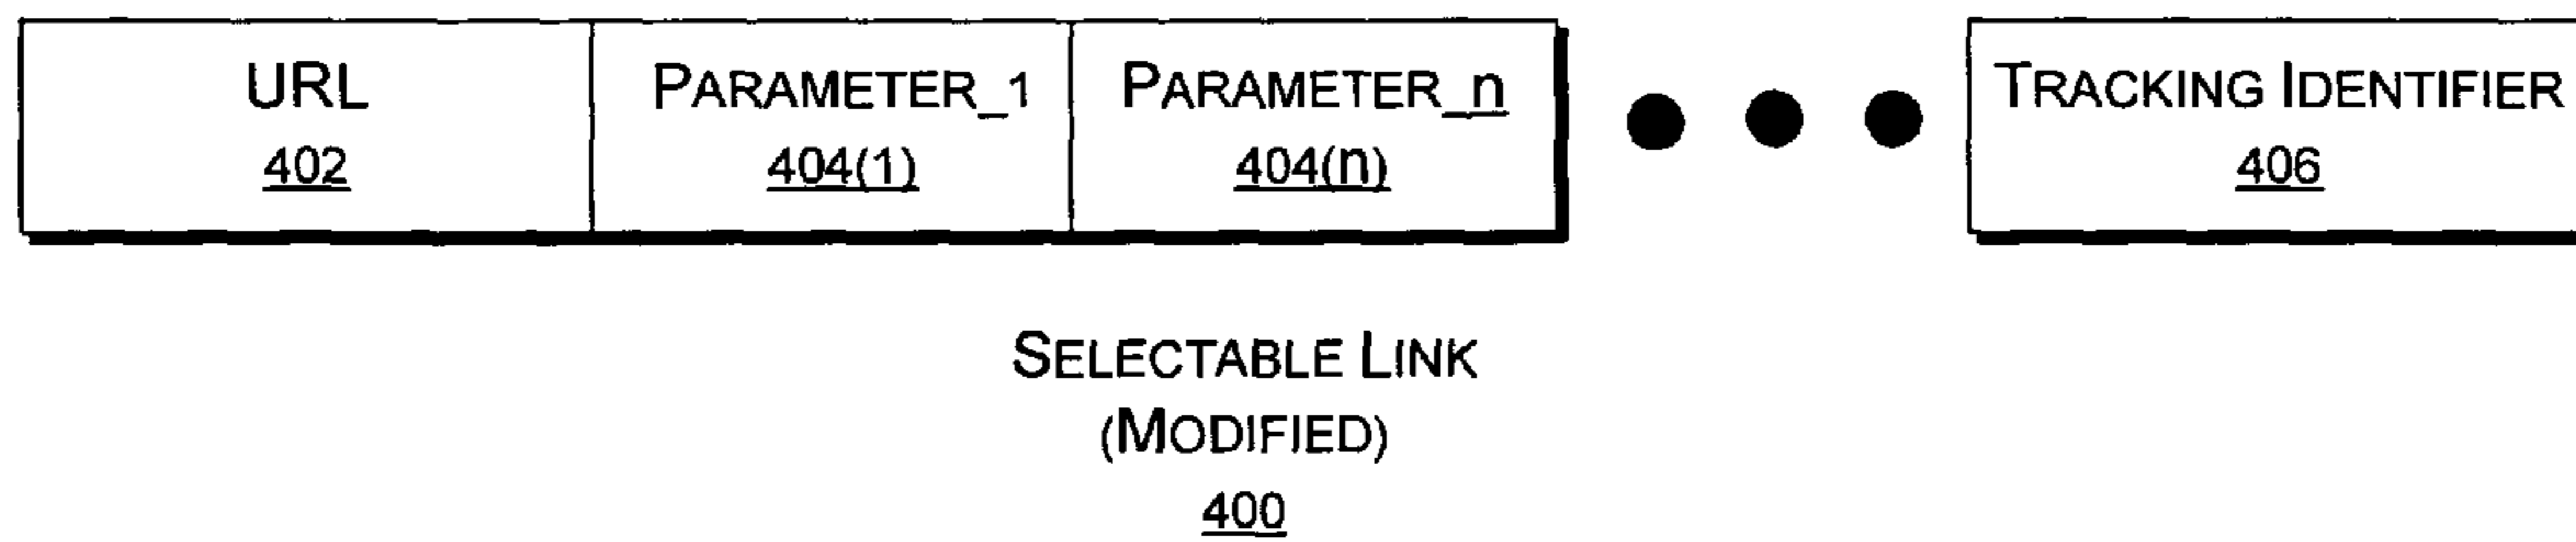 URL PARAMETER_1 PARAMETER_n TRACKING IDENTIFIER
402 404(1) 404(n) 406
SELECTABLE LINK
(MODIFIED)
400